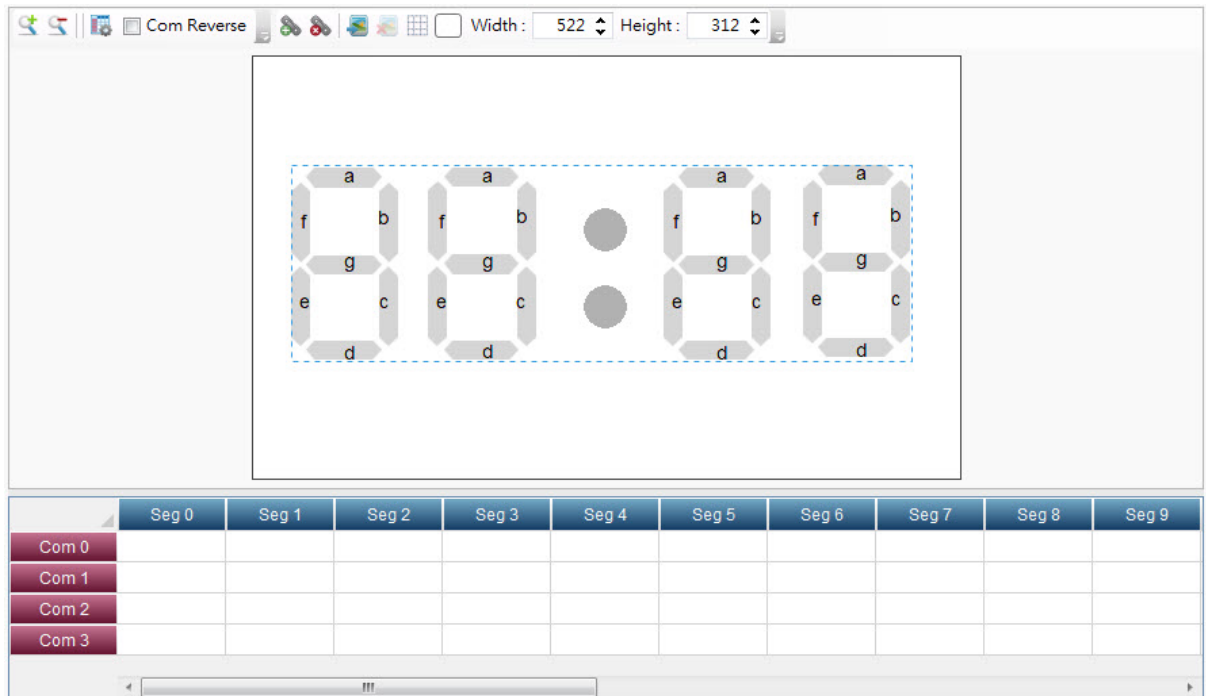 Com Reverse Width : 522 Height : 312
a a a a
f b f b f b f b
g g g g
e c e c e c e c
d d d d
Seg 0 Seg 1 Seg 2 Seg 3 Seg 4 Seg 5 Seg 6 Seg 7 Seg 8 Seg 9
Com 0
Com 1
Com 2
Com 3